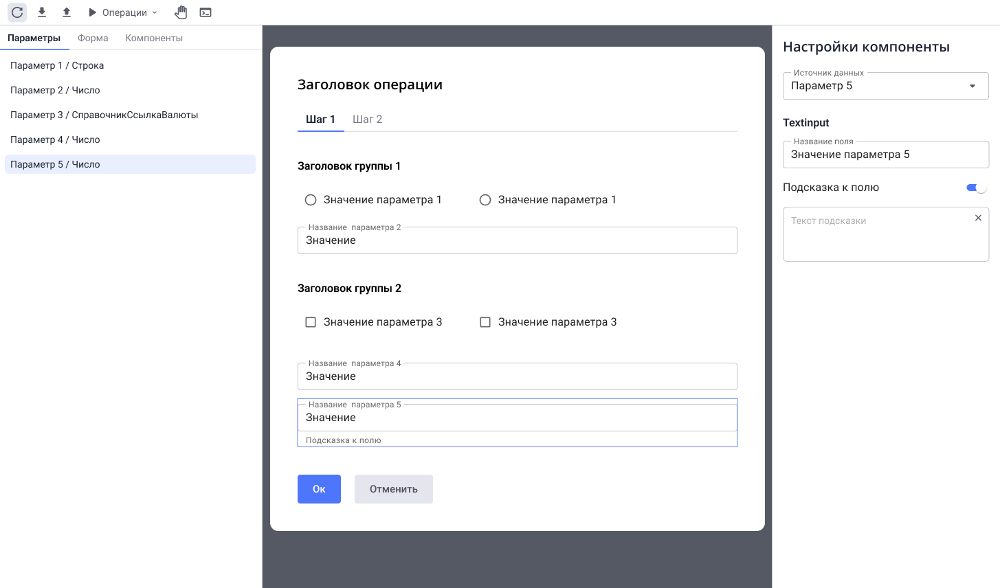 Операции
Параметры
Форма
Компоненты
Параметр 1 / Строка
Параметр 2 / Число
Параметр 3 / СправочникСсылкаВалюты
Параметр 4 / Число
Параметр 5 / Число
Заголовок операции
Шаг 1
Шаг 2
Заголовок группы 1
Значение параметра 1
Значение параметра 1
Название параметра 2
Значение
Заголовок группы 2
Значение параметра 3
Значение параметра 3
Название параметра 4
Значение
Название параметра 5
Значение
Подсказка к полю
Ок
Отменить
Настройки компоненты
Источник данных
Параметр 5
Textinput
Название поля
Значение параметра 5
Подсказка к полю
Текст подсказки